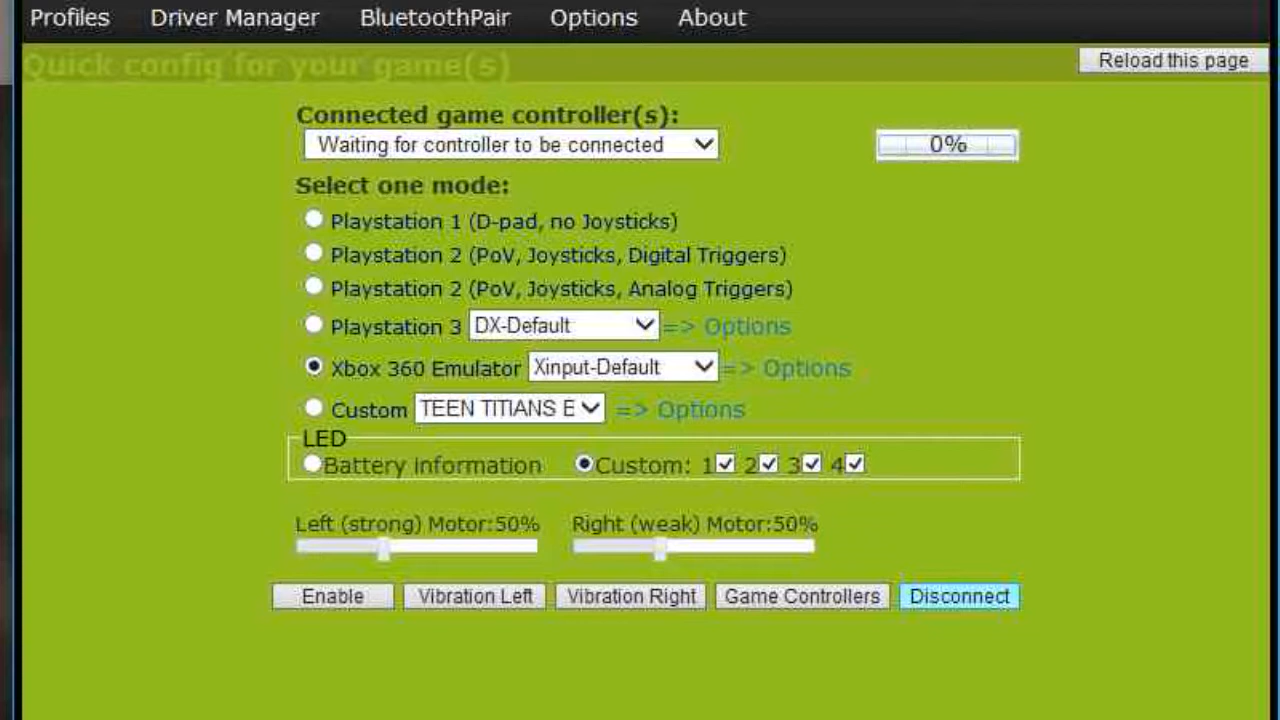 Profiles Driver Manager BluetoothPair Options About
Quick config for your game(s)
Reload this page
Connected game controller(s):
Waiting for controller to be connected
0%
Select one mode:
Playstation 1 (D-pad, no Joysticks)
Playstation 2 (PoV, Joysticks, Digital Triggers)
Playstation 2 (PoV, Joysticks, Analog Triggers)
Playstation 3 DX-Default => Options
Xbox 360 Emulator Xinput-Default => Options
Custom TEEN TITIANS E => Options
LED
Battery information Custom: 1 2 3 4
Left (strong) Motor:50% Right (weak) Motor:50%
Enable Vibration Left Vibration Right Game Controllers Disconnect